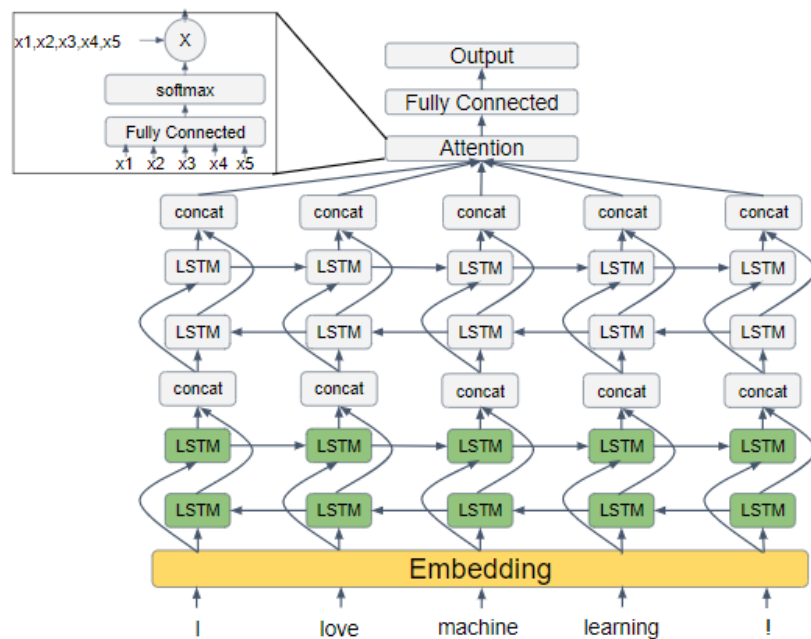 x1,x2,x3,x4,x5
X
softmax
Fully Connected
x1 x2 x3 x4 x5
Output
Fully Connected
Attention
concat concat concat concat concat
LSTM LSTM LSTM LSTM LSTM
LSTM LSTM LSTM LSTM LSTM
concat concat concat concat concat
LSTM LSTM LSTM LSTM LSTM
LSTM LSTM LSTM LSTM LSTM
Embedding
I love machine learning !